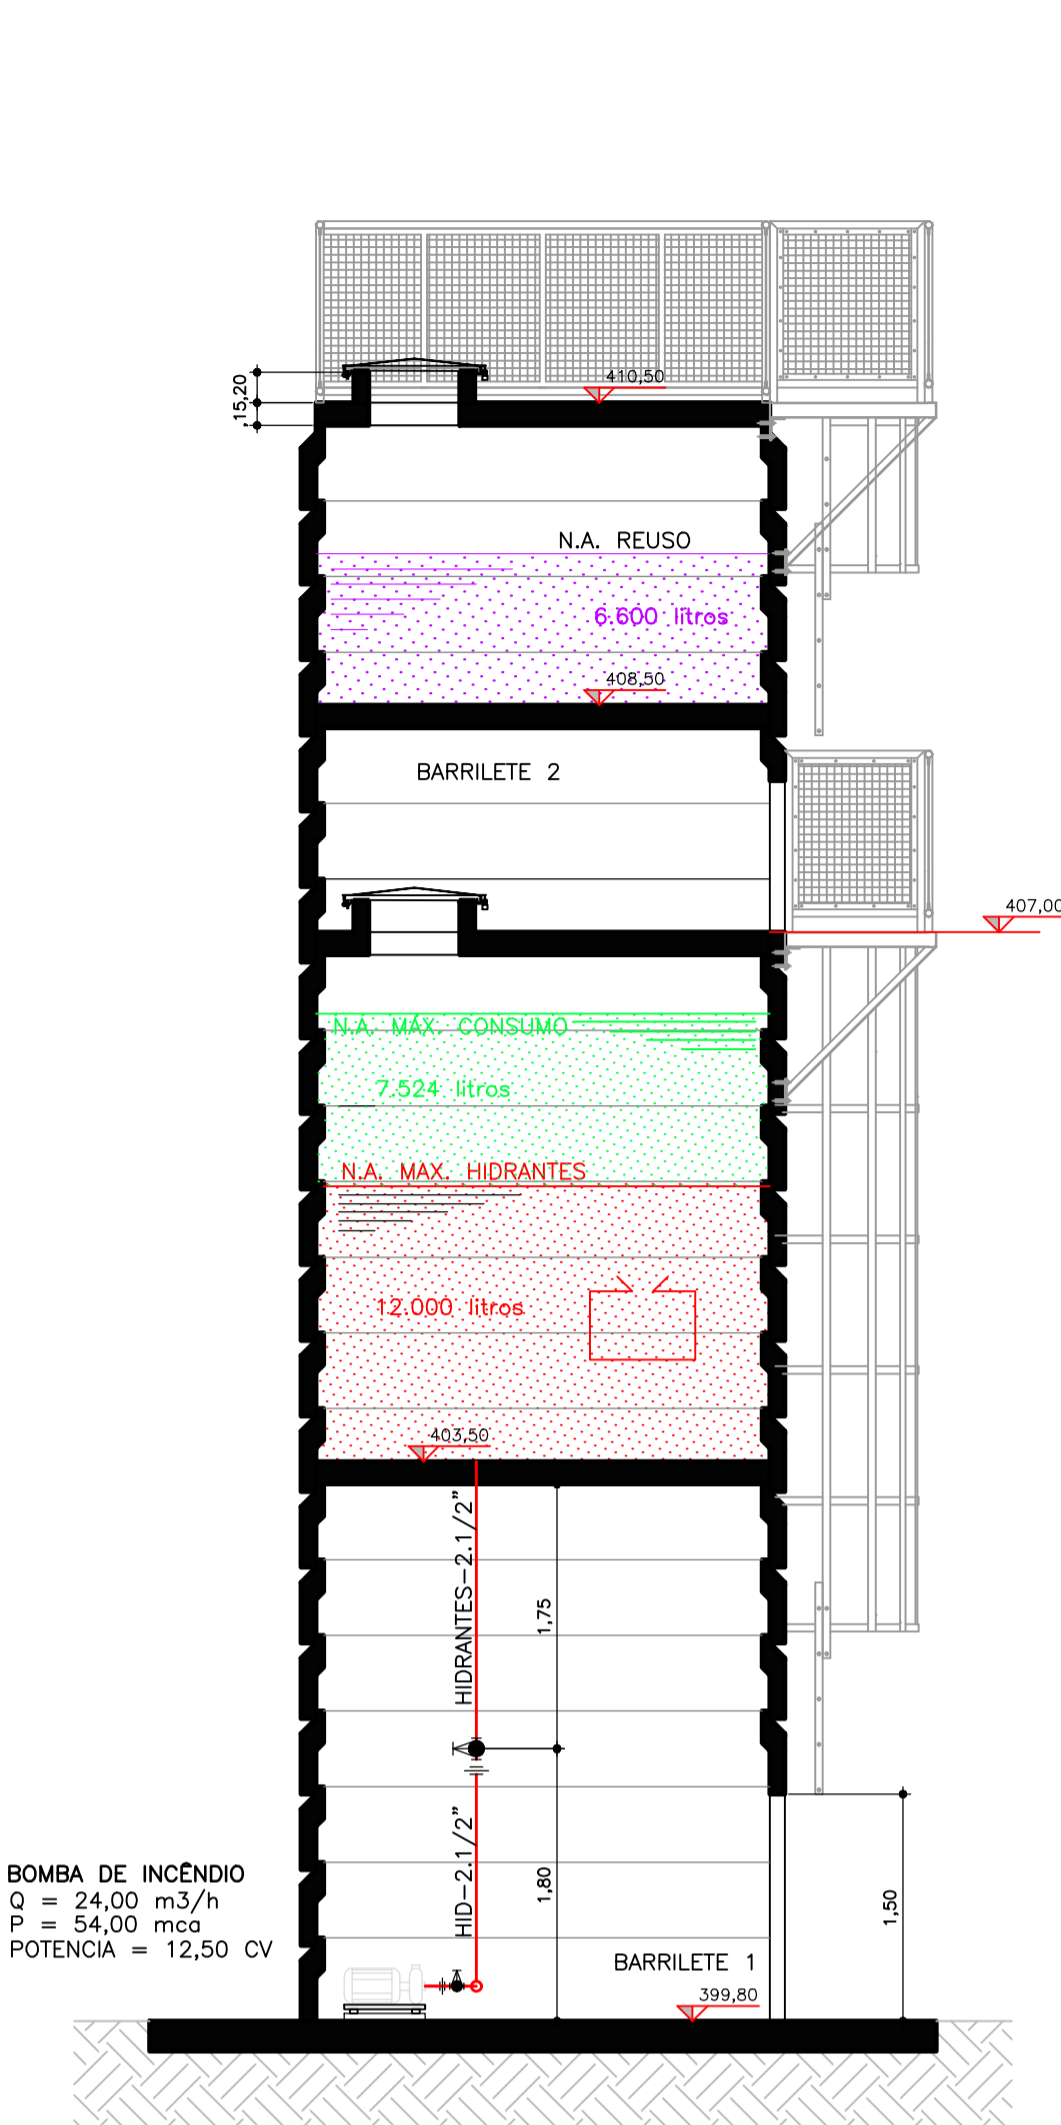 410,50
,15,20
N.A. REUSO
6.600 litros
408,50
BARRILETE 2
407,00
N.A. MÁX. CONSUMO
7.524 litros
N.A. MAX. HIDRANTES
12.000 litros
403,50
HIDRANTES-2.1/2"
1,75
HID-2.1/2"
1,80
1,50
BOMBA DE INCÊNDIO
Q = 24,00 m3/h
P = 54,00 mca
POTENCIA = 12,50 CV
BARRILETE 1
399,80